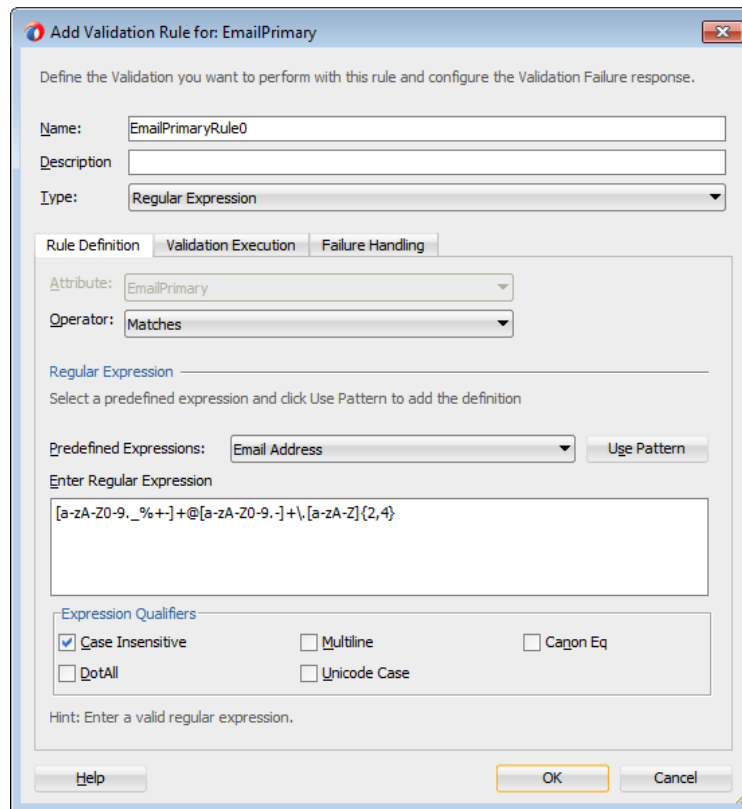 Add Validation Rule for: EmailPrimary
Define the Validation you want to perform with this rule and configure the Validation Failure response.
Name: EmailPrimaryRule0
Description
Type: Regular Expression
Rule Definition Validation Execution Failure Handling
Attribute: EmailPrimary
Operator: Matches
Regular Expression
Select a predefined expression and click Use Pattern to add the definition
Predefined Expressions: Email Address Use Pattern
Enter Regular Expression
[a-zA-Z0-9._%+-]+@[a-zA-Z0-9.-]+\.[a-zA-Z]{2,4}
Expression Qualifiers
Case Insensitive Multiline Canon Eq
DotAll Unicode Case
Hint: Enter a valid regular expression.
Help OK Cancel